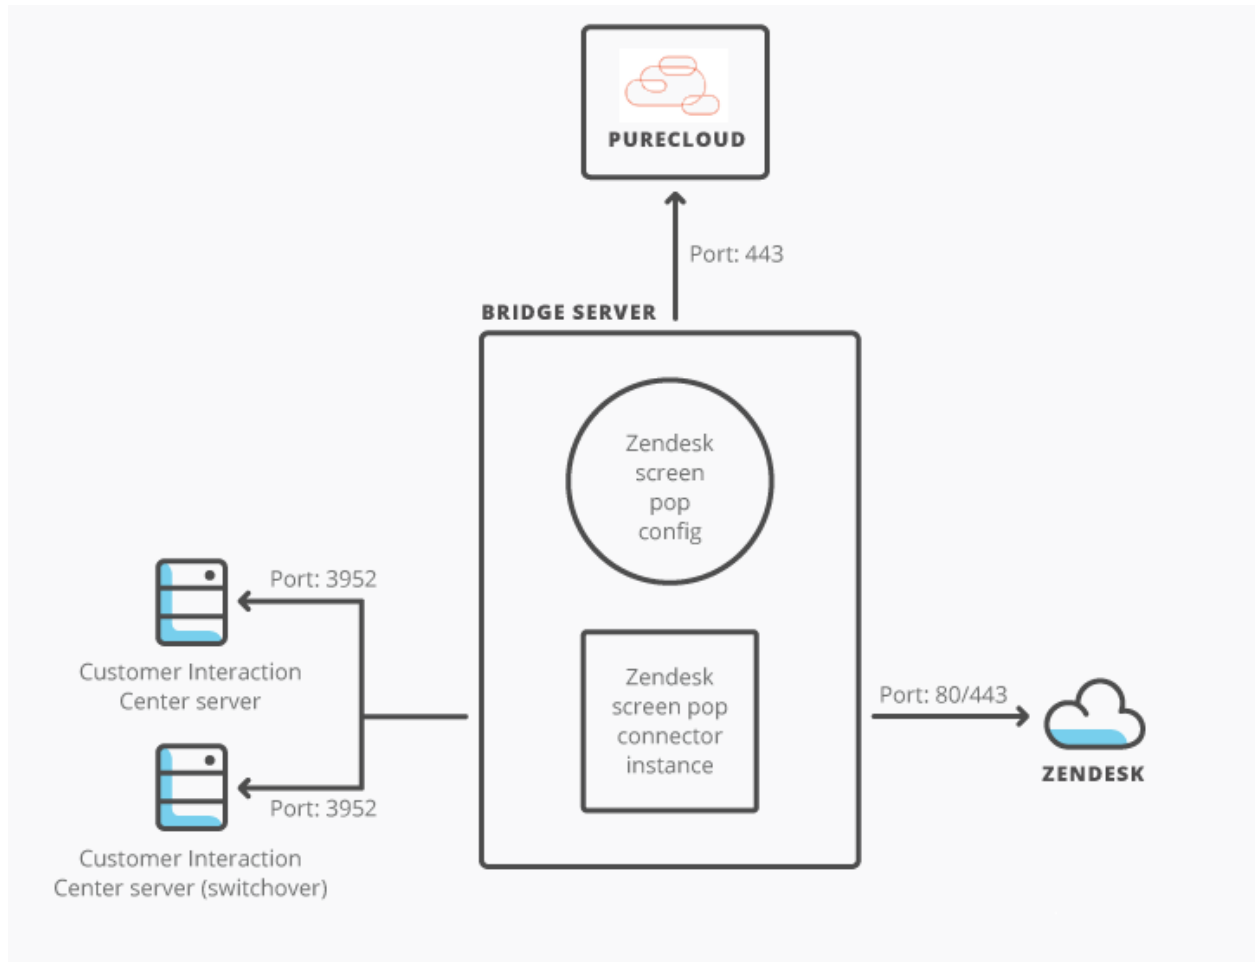 PURECLOUD
Port: 443
BRIDGE SERVER
Zendesk
screen
pop
config
Port: 3952
Customer Interaction
Center server
Zendesk
screen pop
connector
instance
Port: 80/443
ZENDESK
Port: 3952
Customer Interaction
Center server (switchover)